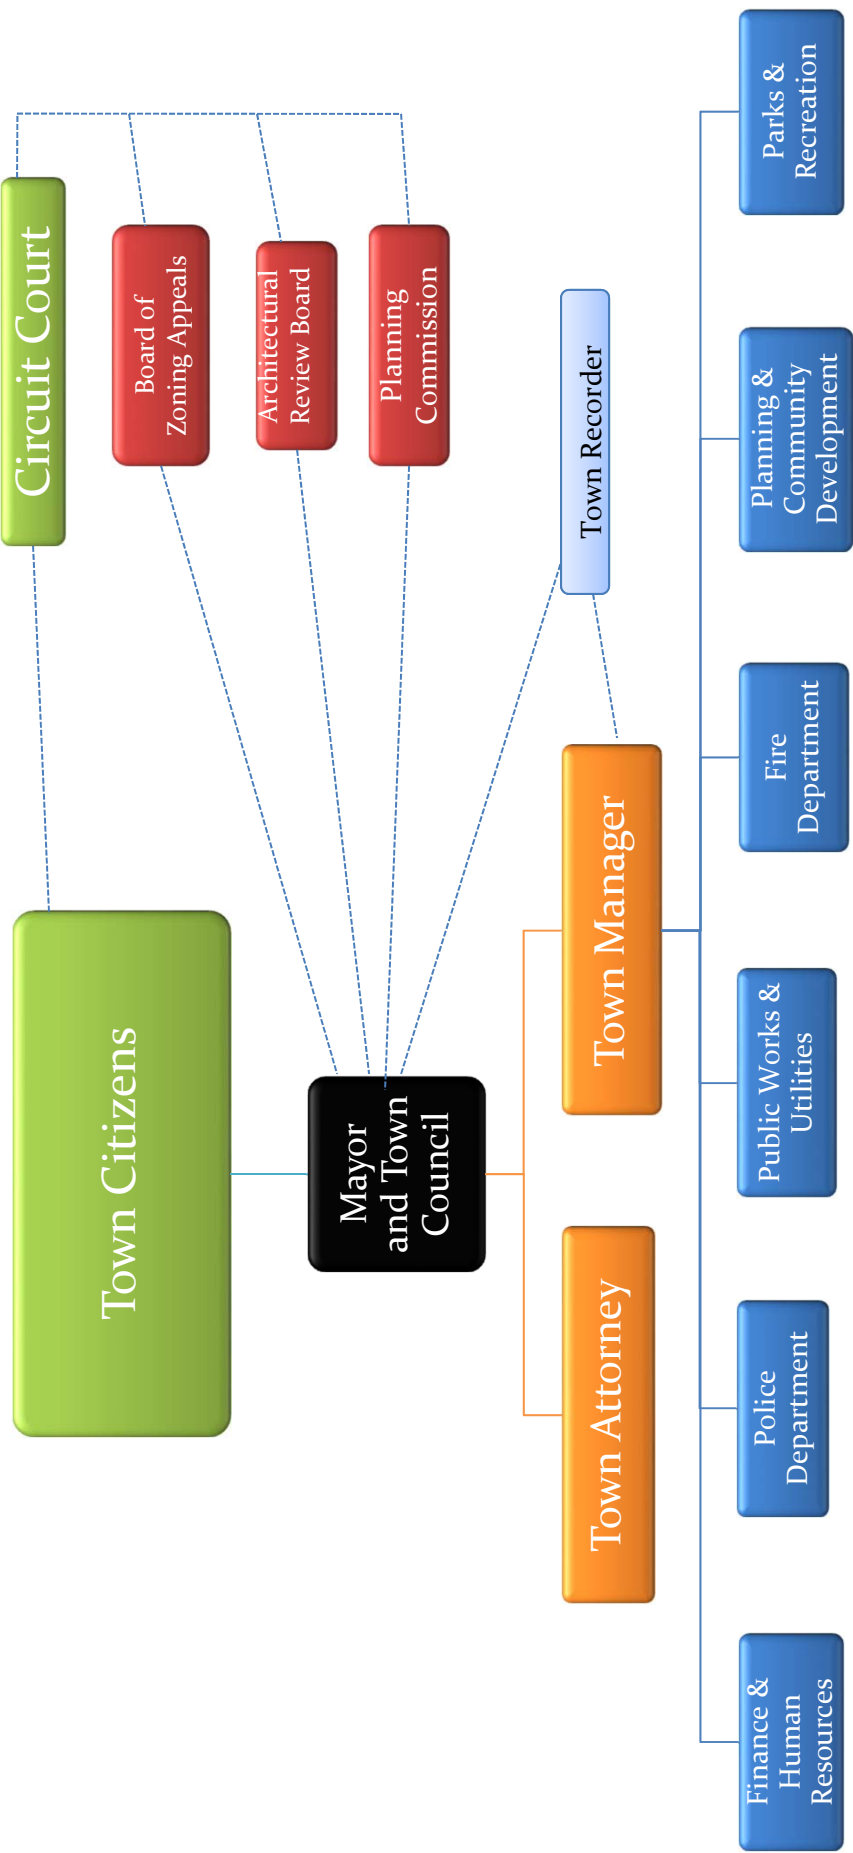 Town Citizens
Circuit Court
Board of
Zoning Appeals
Architectural
Review Board
Planning
Commission
Mayor
and Town
Council
Town Recorder
Town Attorney
Town Manager
Finance &
Human
Resources
Police
Department
Public Works &
Utilities
Fire
Department
Planning &
Community
Development
Parks &
Recreation